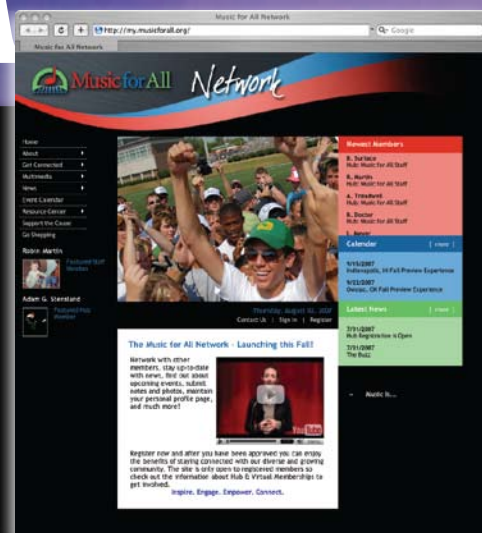 Music for All Network
http://my.musicforall.org/
Google
Music for All Network
Music for All Network
Home
About
Get Connected
Multimedia
News
Event Calendar
Resource Center
Support the Cause
Go Shopping
Robin Martin
Featured Staff
Member
Adam G. Stensland
Featured Hub
Member
Newest Members
R. Surface
Hub: Music for All Staff
R. Martin
Hub: Music for All Staff
Hub: Music for All Staff
R. Doctor
Hub: Music for All Staff
Calendar [ more ]
9/15/2007
Indianapolis, IN Fall Preview Experience
9/22/2007
Owasso, OK Fall Preview Experience
Latest News [ more ]
7/31/2007
Hub Registration is Open
7/31/2007
The Buzz
Music is...
Thursday, August 02, 2007
Contact Us | Sign In | Register
The Music for All Network - Launching this Fall!
Network with other
members, stay up-to-date
with news, find out about
upcoming events, submit
notes and photos, maintain
your personal profile page,
and much more!
YouTube
Register now and after you have been approved you can enjoy
the benefits of staying connected with our diverse and growing
community. The site is only open to registered members so
check out the information about Hub & Virtual Memberships to
get involved.
Inspire. Engage. Empower. Connect.